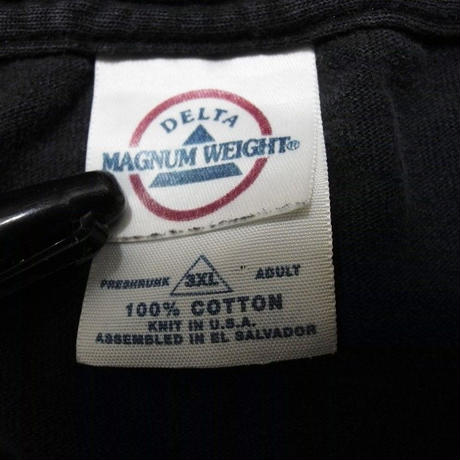 DELTA
MAGNUM WEIGHT®
PRESHRUNK 3XL ADULT
100% COTTON
KNIT IN U.S.A.
ASSEMBLED IN EL SALVADOR